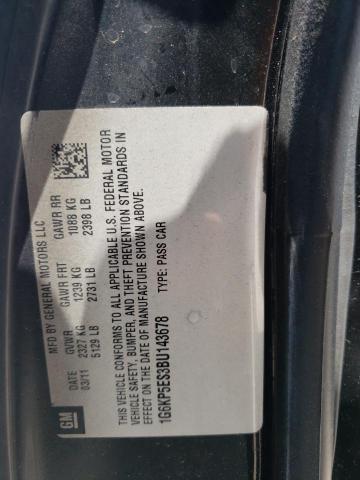 GM
MFD BY GENERAL MOTORS LLC
DATE GVWR GAWR FRT GAWR RR
03/11 2327 KG 1239 KG 1088 KG
5129 LB 2731 LB 2398 LB
THIS VEHICLE CONFORMS TO ALL APPLICABLE U.S. FEDERAL MOTOR
VEHICLE SAFETY, BUMPER, AND THEFT PREVENTION STANDARDS IN
EFFECT ON THE DATE OF MANUFACTURE SHOWN ABOVE.
1G6KP5ES3BU143678 TYPE: PASS CAR